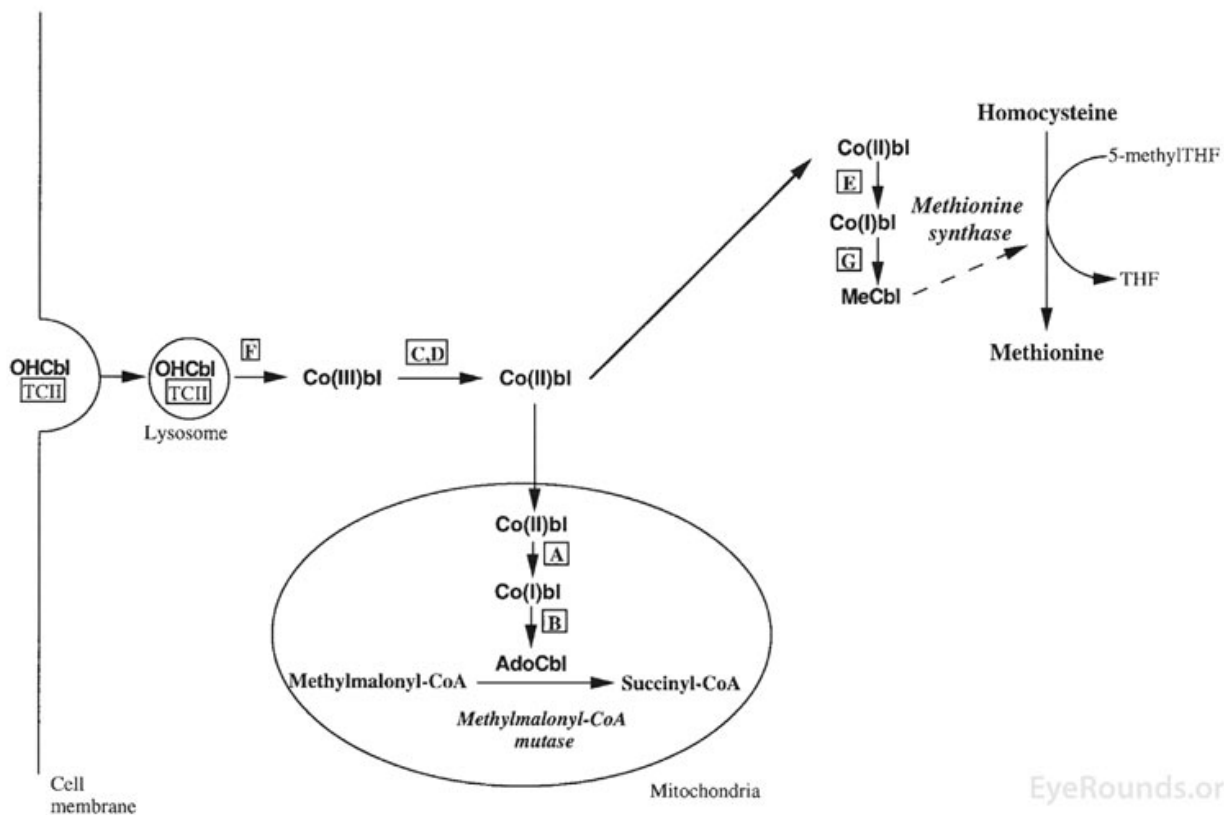 Homocysteine
Co(II)bl
5-methylTHF
E
Methionine
synthase
Co(I)bl
G
THF
MeCbl
Methionine
OHCbl
TCII
OHCbl
TCII
Lysosome
F
Co(III)bl
C,D
Co(II)bl
Co(II)bl
A
Co(I)bl
B
AdoCbl
Methylmalonyl-CoA
Succinyl-CoA
Methylmalonyl-CoA
mutase
Cell
membrane
Mitochondria
EyeRounds.or